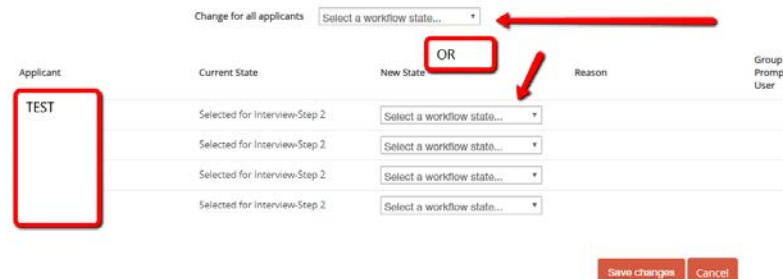 Change for all applicants Select a workflow state...
OR
Applicant Current State New State Reason Group
Promp
User
TEST
Selected for Interview-Step 2 Select a workflow state...
Selected for Interview-Step 2 Select a workflow state...
Selected for Interview-Step 2 Select a workflow state...
Selected for Interview-Step 2 Select a workflow state...
Save changes Cancel